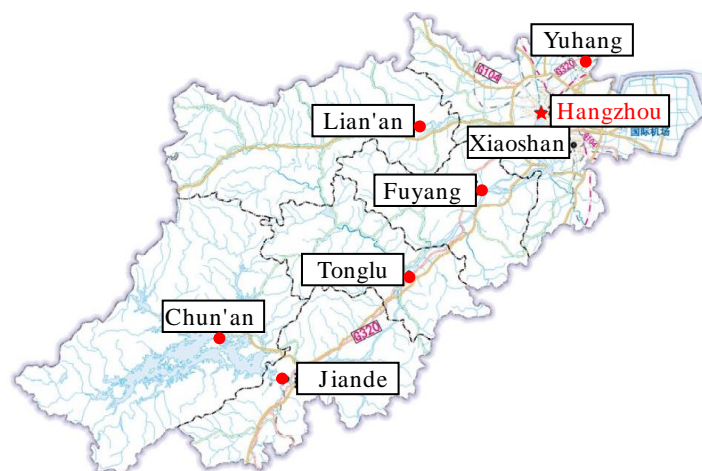 Yuhang
G320
G104
Hangzhou
国际机场
Lian'an
Xiaoshan
Fuyang
Tonglu
Chun'an
G320
Jiande